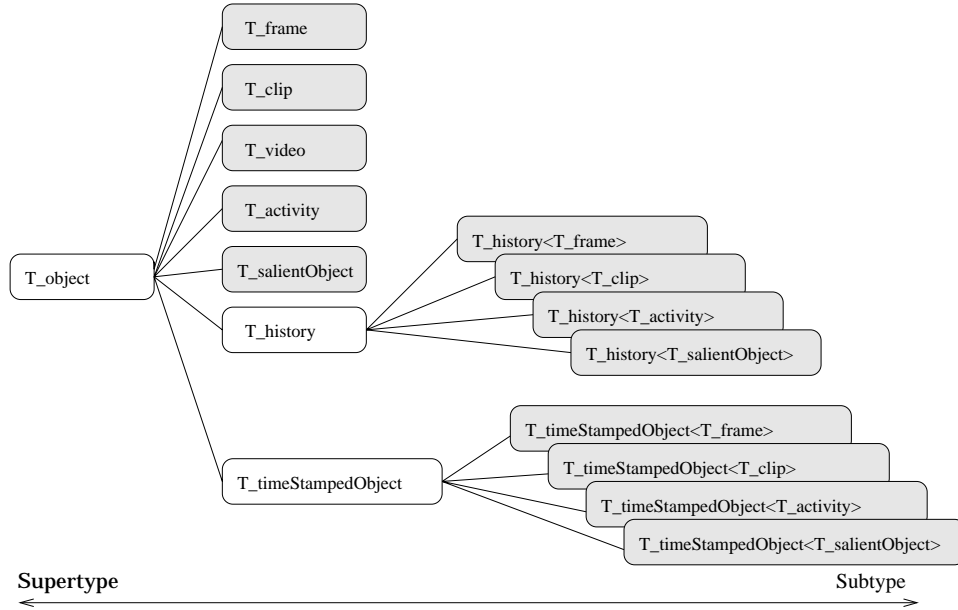 T_frame
T_clip
T_video
T_activity
T_salientObject
T_object
T_history
T_history<T_frame>
T_history<T_clip>
T_history<T_activity>
T_history<T_salientObject>
T_timeStampedObject
T_timeStampedObject<T_frame>
T_timeStampedObject<T_clip>
T_timeStampedObject<T_activity>
T_timeStampedObject<T_salientObject>
Supertype
Subtype